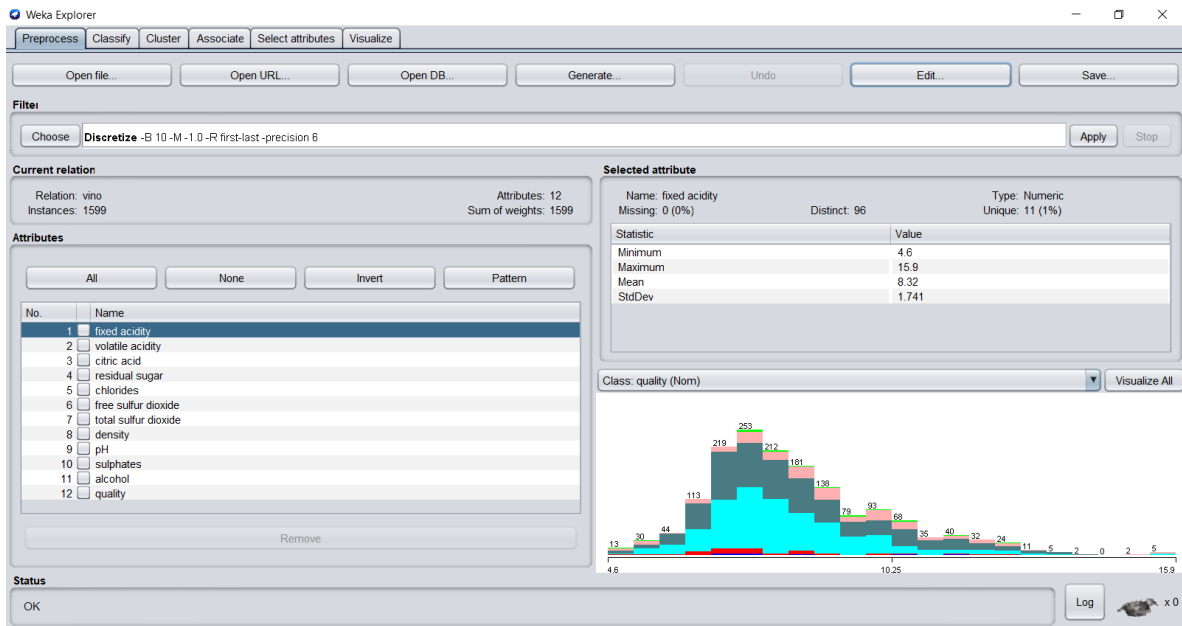 Weka Explorer
Preprocess Classify Cluster Associate Select attributes Visualize
Open file... Open URL... Open DB... Generate... Undo Edit... Save...
Filter
Choose Discretize -B 10 -M -1.0 -R first-last -precision 6 Apply Stop
Current relation
Relation: vino Attributes: 12
Instances: 1599 Sum of weights: 1599
Attributes
All None Invert Pattern
No. Name
1 fixed acidity
2 volatile acidity
3 citric acid
4 residual sugar
5 chlorides
6 free sulfur dioxide
7 total sulfur dioxide
8 density
9 pH
10 sulphates
11 alcohol
12 quality
Remove
Selected attribute
Name: fixed acidity Type: Numeric
Missing: 0 (0%) Distinct: 96 Unique: 11 (1%)
Statistic Value
Minimum 4.6
Maximum 15.9
Mean 8.32
StdDev 1.741
Class: quality (Nom) Visualize All
13 30 44 113 219 253 212 181 138 79 93 68 35 40 32 24 11 5 2 0 2 5
4.6 10.25 15.9
Status
OK Log x 0